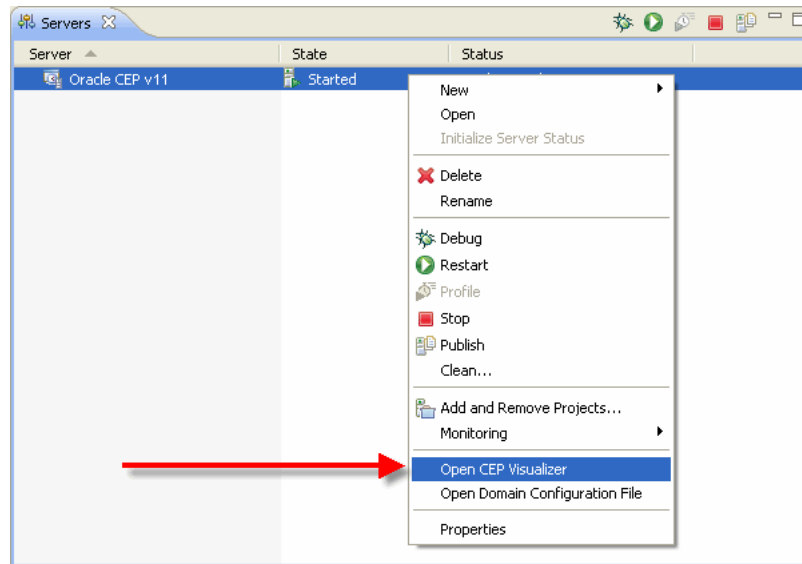 Servers
Server State Status
Oracle CEP v11 Started
New
Open
Initialize Server Status
Delete
Rename
Debug
Restart
Profile
Stop
Publish
Clean...
Add and Remove Projects...
Monitoring
Open CEP Visualizer
Open Domain Configuration File
Properties